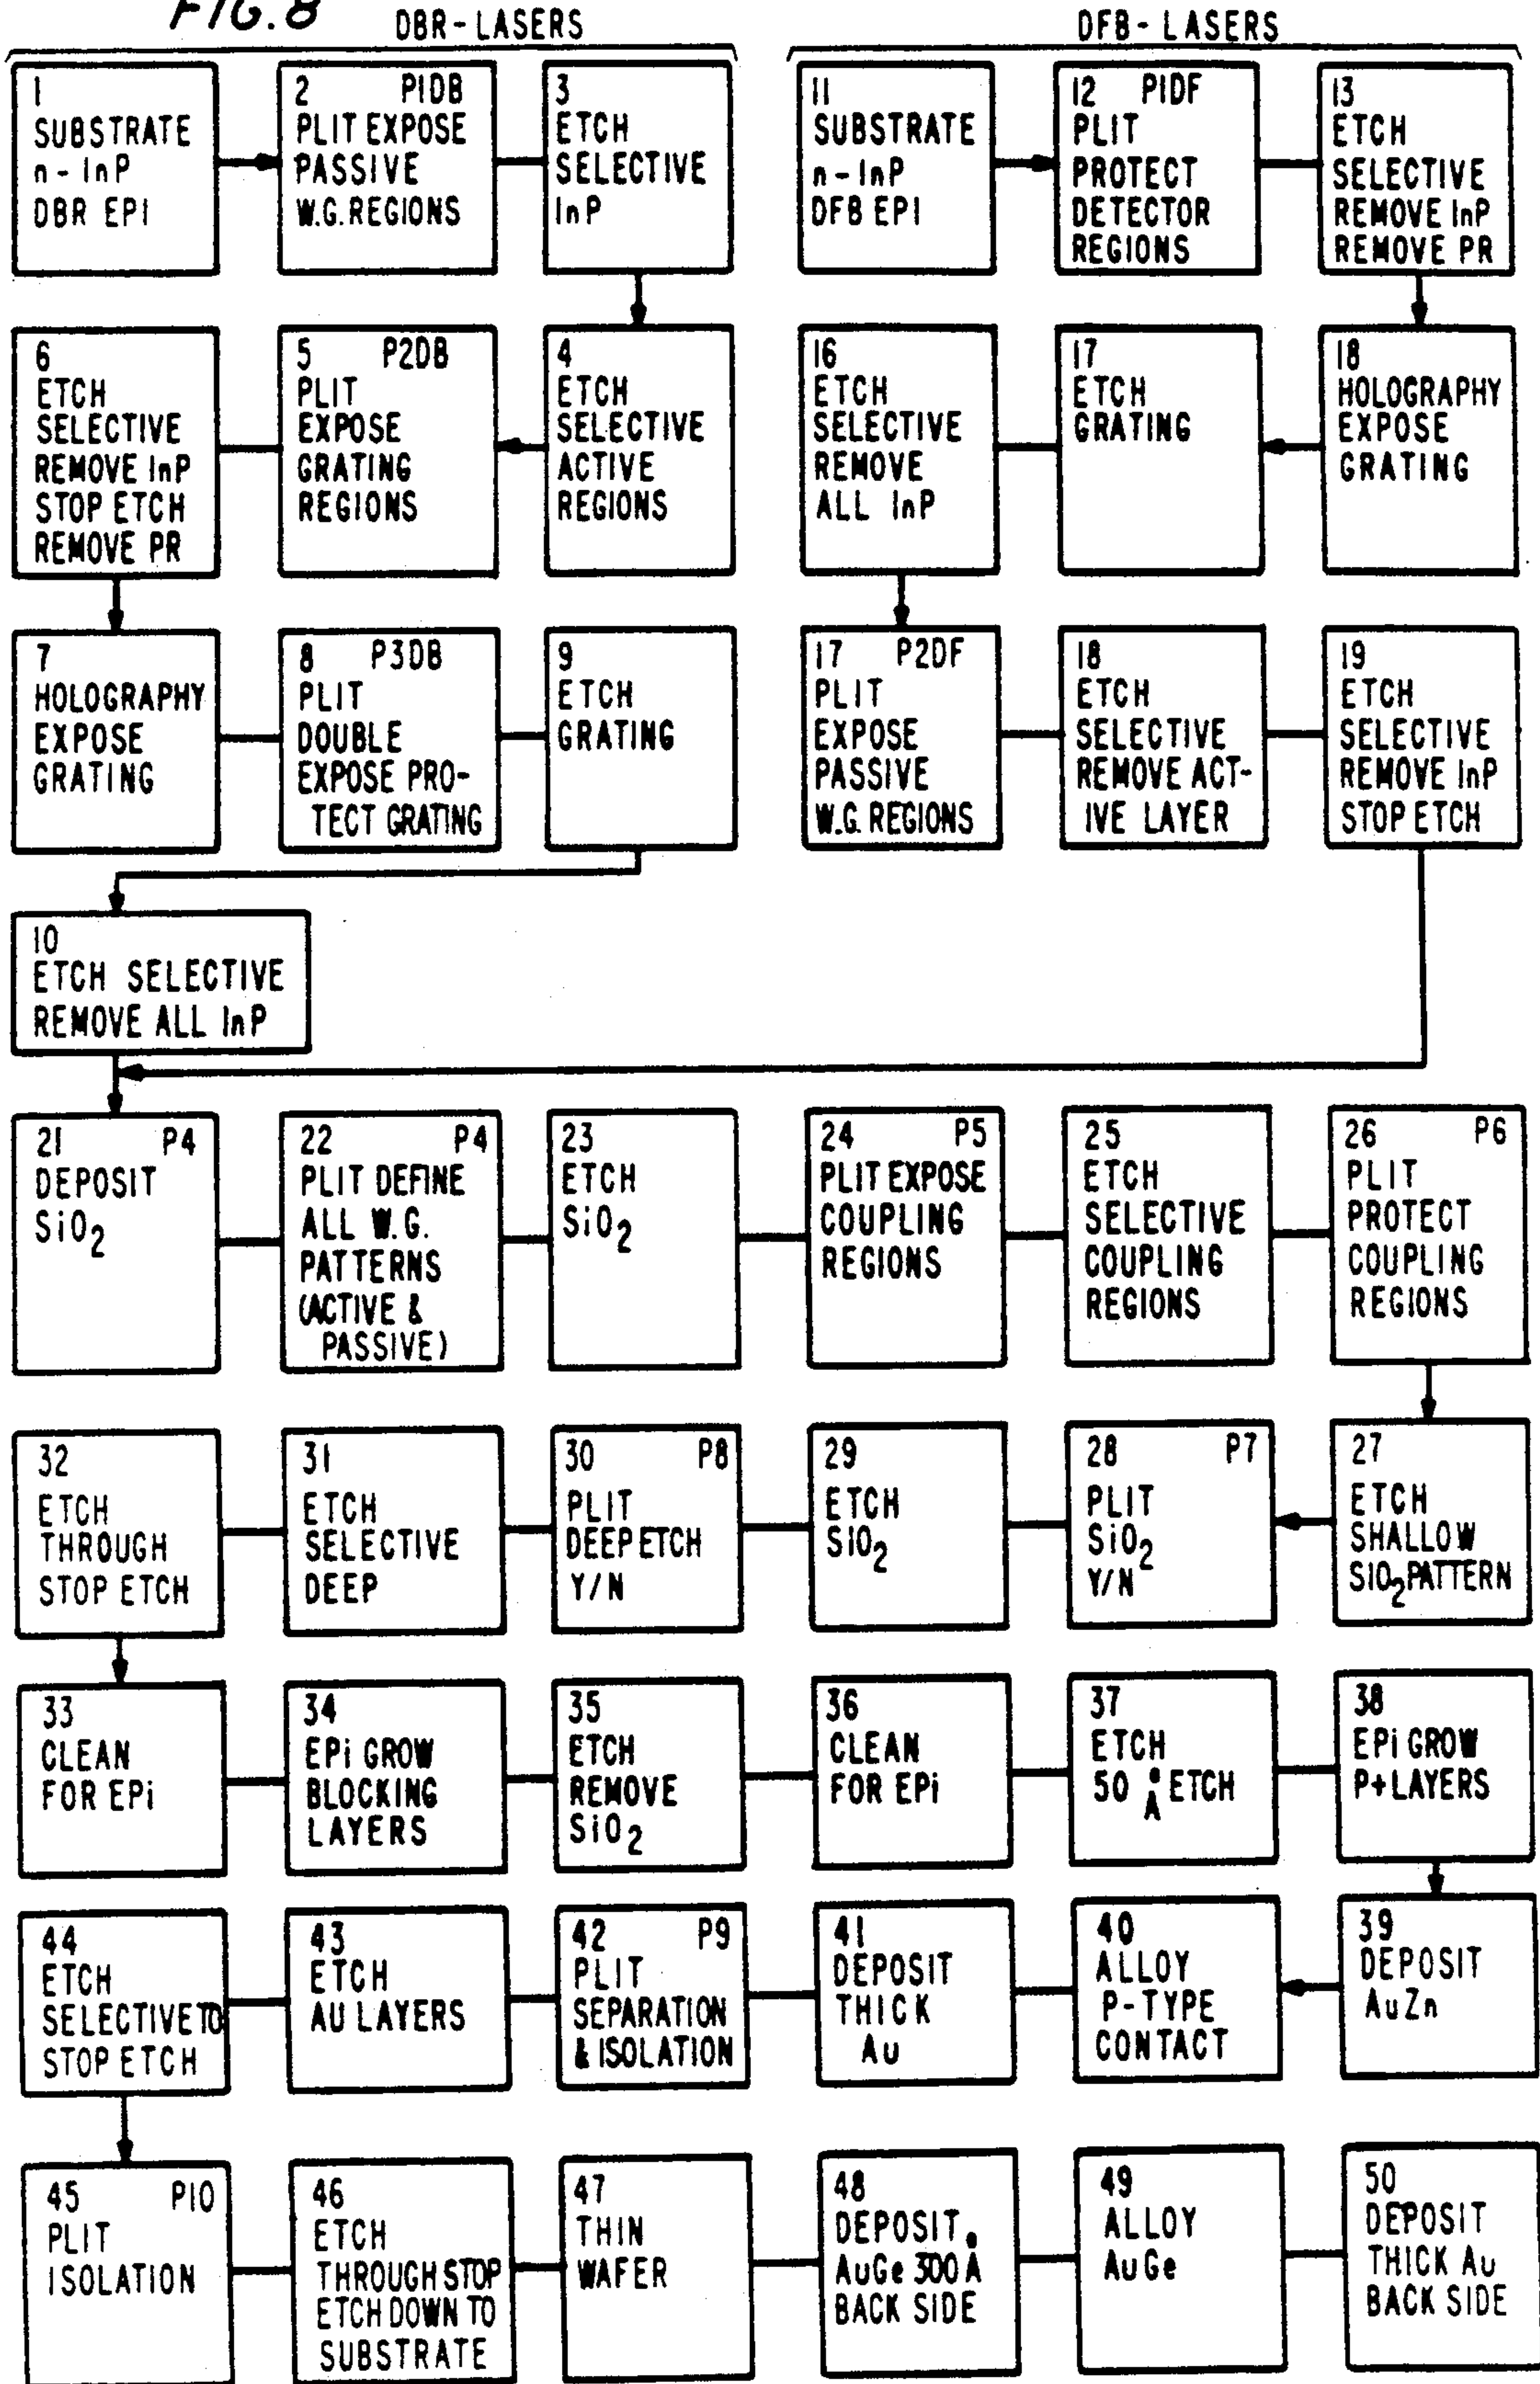 FIG. 8
DBR-LASERS
1
SUBSTRATE
n-InP
DBR EPI
2 P1DB
PLIT EXPOSE
PASSIVE
W.G. REGIONS
3
ETCH
SELECTIVE
InP
4
ETCH
SELECTIVE
ACTIVE
REGIONS
5 P2DB
PLIT
EXPOSE
GRATING
REGIONS
6
ETCH
SELECTIVE
REMOVE InP
STOP ETCH
REMOVE PR
7
HOLOGRAPHY
EXPOSE
GRATING
8 P3DB
PLIT
DOUBLE
EXPOSE PRO-
TECT GRATING
9
ETCH
GRATING
10
ETCH SELECTIVE
REMOVE ALL InP
DFB-LASERS
11
SUBSTRATE
n-InP
DFB EPI
12 P1DF
PLIT
PROTECT
DETECTOR
REGIONS
13
ETCH
SELECTIVE
REMOVE InP
REMOVE PR
18
HOLOGRAPHY
EXPOSE
GRATING
17
ETCH
GRATING
16
ETCH
SELECTIVE
REMOVE
ALL InP
17 P2DF
PLIT
EXPOSE
PASSIVE
W.G. REGIONS
18
ETCH
SELECTIVE
REMOVE ACT-
IVE LAYER
19
ETCH
SELECTIVE
REMOVE InP
STOP ETCH
21 P4
DEPOSIT
SiO2
22 P4
PLIT DEFINE
ALL W.G.
PATTERNS
(ACTIVE &
PASSIVE)
23
ETCH
SiO2
24 P5
PLIT EXPOSE
COUPLING
REGIONS
25
ETCH
SELECTIVE
COUPLING
REGIONS
26 P6
PLIT
PROTECT
COUPLING
REGIONS
27
ETCH
SHALLOW
SiO2 PATTERN
28 P7
PLIT
SiO2
Y/N
29
ETCH
SiO2
30 P8
PLIT
DEEP ETCH
Y/N
31
ETCH
SELECTIVE
DEEP
32
ETCH
THROUGH
STOP ETCH
33
CLEAN
FOR EPi
34
EPi GROW
BLOCKING
LAYERS
35
ETCH
REMOVE
SiO2
36
CLEAN
FOR EPi
37
ETCH
50 Å ETCH
38
EPi GROW
P+ LAYERS
39
DEPOSIT
AuZn
40
ALLOY
P-TYPE
CONTACT
41
DEPOSIT
THICK
Au
42 P9
PLIT
SEPARATION
& ISOLATION
43
ETCH
AU LAYERS
44
ETCH
SELECTIVE TO
STOP ETCH
45 P10
PLIT
ISOLATION
46
ETCH
THROUGH STOP
ETCH DOWN TO
SUBSTRATE
47
THIN
WAFER
48
DEPOSIT
AuGe 300 Å
BACK SIDE
49
ALLOY
AuGe
50
DEPOSIT
THICK Au
BACK SIDE